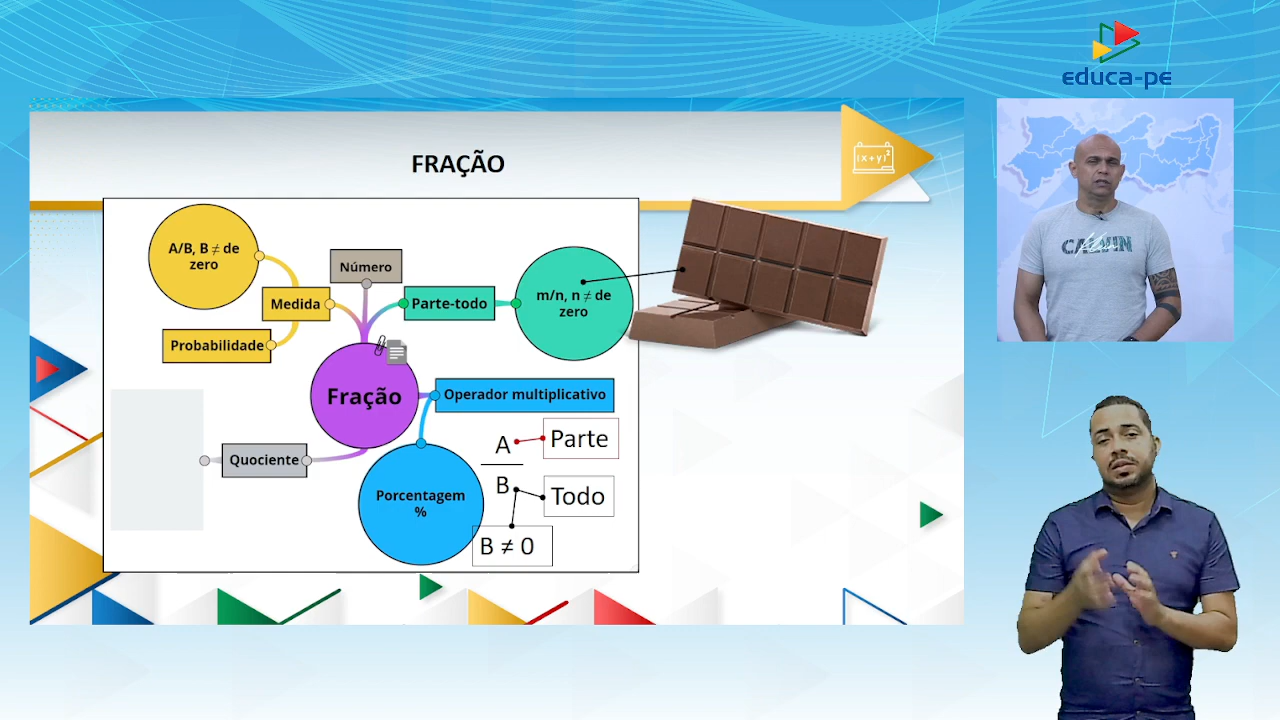 educa-pe
FRAÇÃO
(x+y)²
A/B, B ≠ de
zero
Número
Medida
Parte-todo
m/n, n ≠ de
zero
Probabilidade
Fração
Operador multiplicativo
A
Parte
Quociente
B
Todo
Porcentagem
%
B ≠ 0